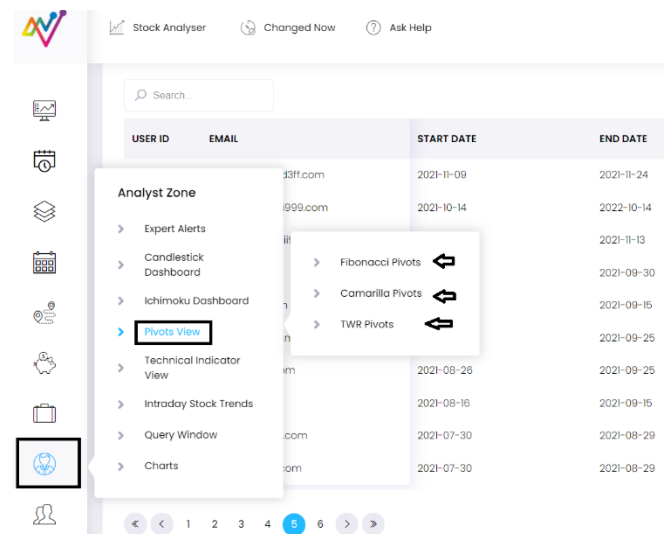 Stock Analyser Changed Now Ask Help
Search...
USER ID EMAIL START DATE END DATE
d3ff.com 2021-11-09 2021-11-24
i999.com 2021-10-14 2022-10-14
2021-11-13
2021-09-30
2021-09-15
2021-09-25
om 2021-08-26 2021-09-25
2021-08-16 2021-09-15
.com 2021-07-30 2021-08-29
com 2021-07-30 2021-08-29
Analyst Zone
Expert Alerts
Candlestick
Dashboard
Ichimoku Dashboard
Pivots View
Technical Indicator
View
Intraday Stock Trends
Query Window
Charts
Fibonacci Pivots
Camarilla Pivots
TWR Pivots
« < 1 2 3 4 5 6 > »